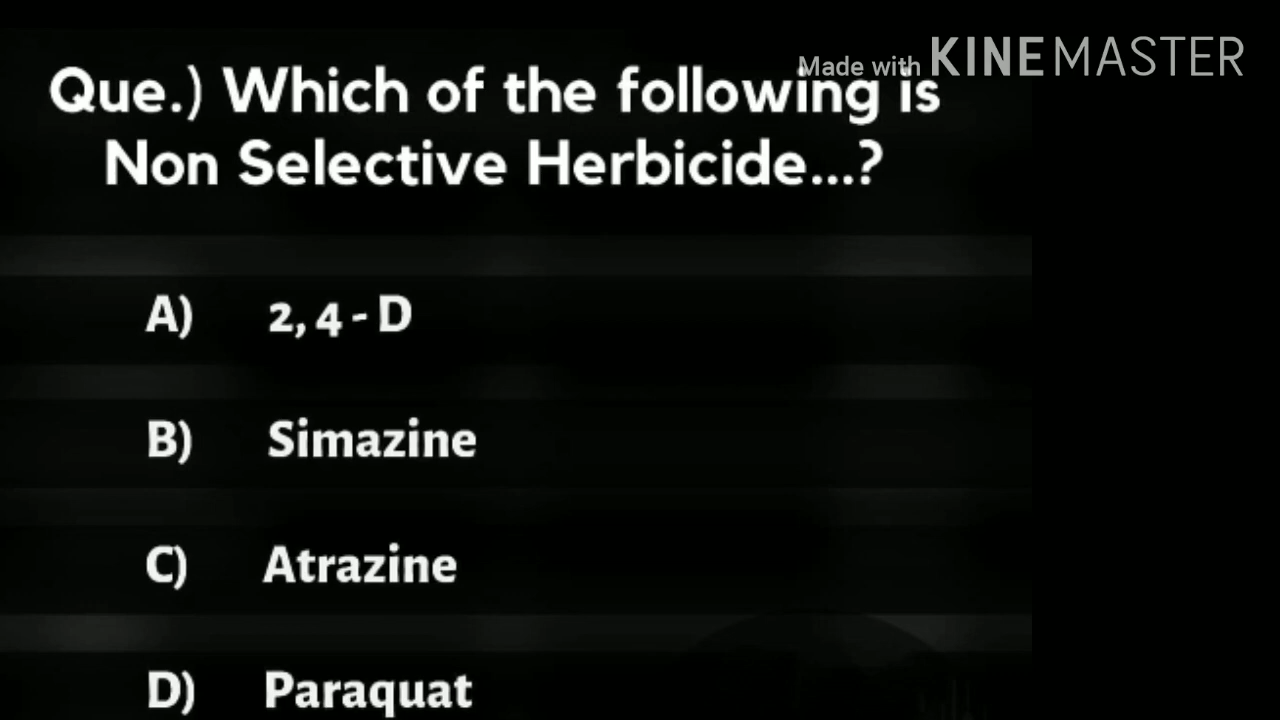 Made with KINEMASTER
Que.) Which of the following is
Non Selective Herbicide...?
A) 2, 4 - D
B) Simazine
C) Atrazine
D) Paraquat